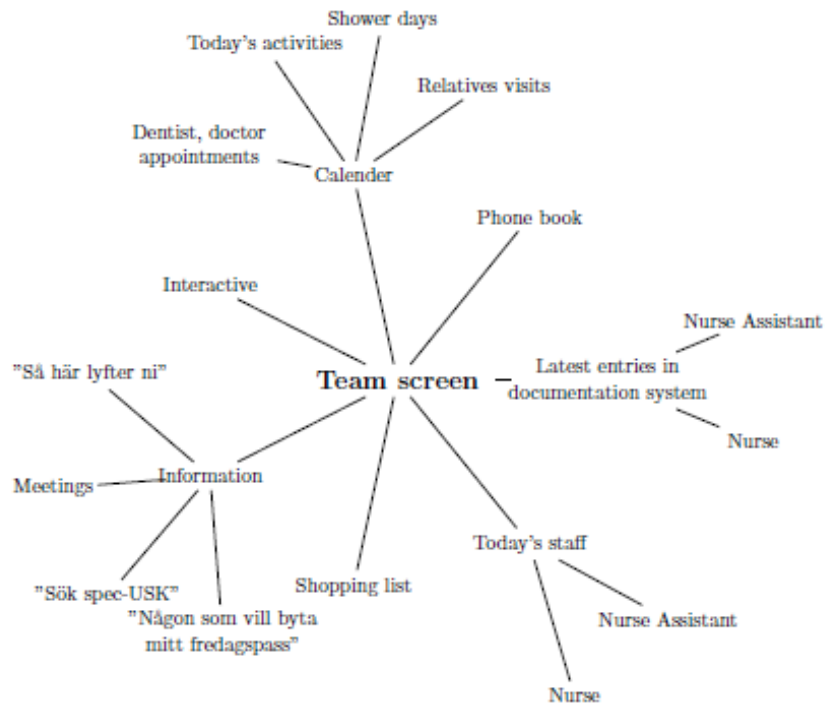 Shower days
Today's activities
Relatives visits
Dentist, doctor
appointments
Calender
Phone book
Interactive
Nurse Assistant
"Så här lyfter ni"
Team screen
Latest entries in
documentation system
Nurse
Information
Meetings
Today's staff
Shopping list
"Sök spec-USK"
"Någon som vill byta
mitt fredagspass"
Nurse Assistant
Nurse